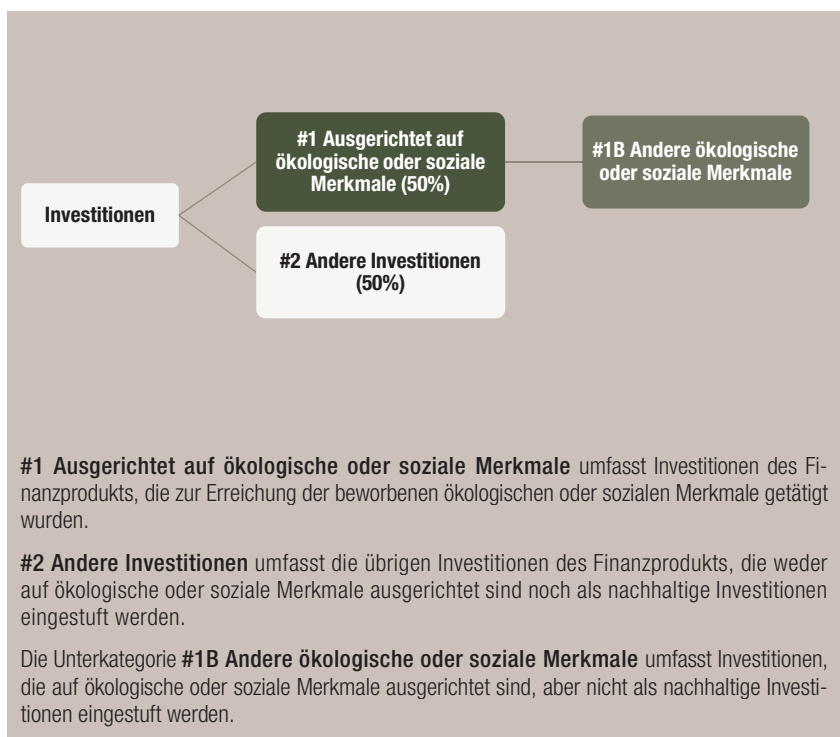 #1 Ausgerichtet auf
ökologische oder soziale
Merkmale (50%)
#1B Andere ökologische
oder soziale Merkmale
Investitionen
#2 Andere Investitionen
(50%)
#1 Ausgerichtet auf ökologische oder soziale Merkmale umfasst Investitionen des Fi-
nanzprodukts, die zur Erreichung der beworbenen ökologischen oder sozialen Merkmale getätigt
wurden.
#2 Andere Investitionen umfasst die übrigen Investitionen des Finanzprodukts, die weder
auf ökologische oder soziale Merkmale ausgerichtet sind noch als nachhaltige Investitionen
eingestuft werden.
Die Unterkategorie #1B Andere ökologische oder soziale Merkmale umfasst Investitionen,
die auf ökologische oder soziale Merkmale ausgerichtet sind, aber nicht als nachhaltige Investi-
tionen eingestuft werden.